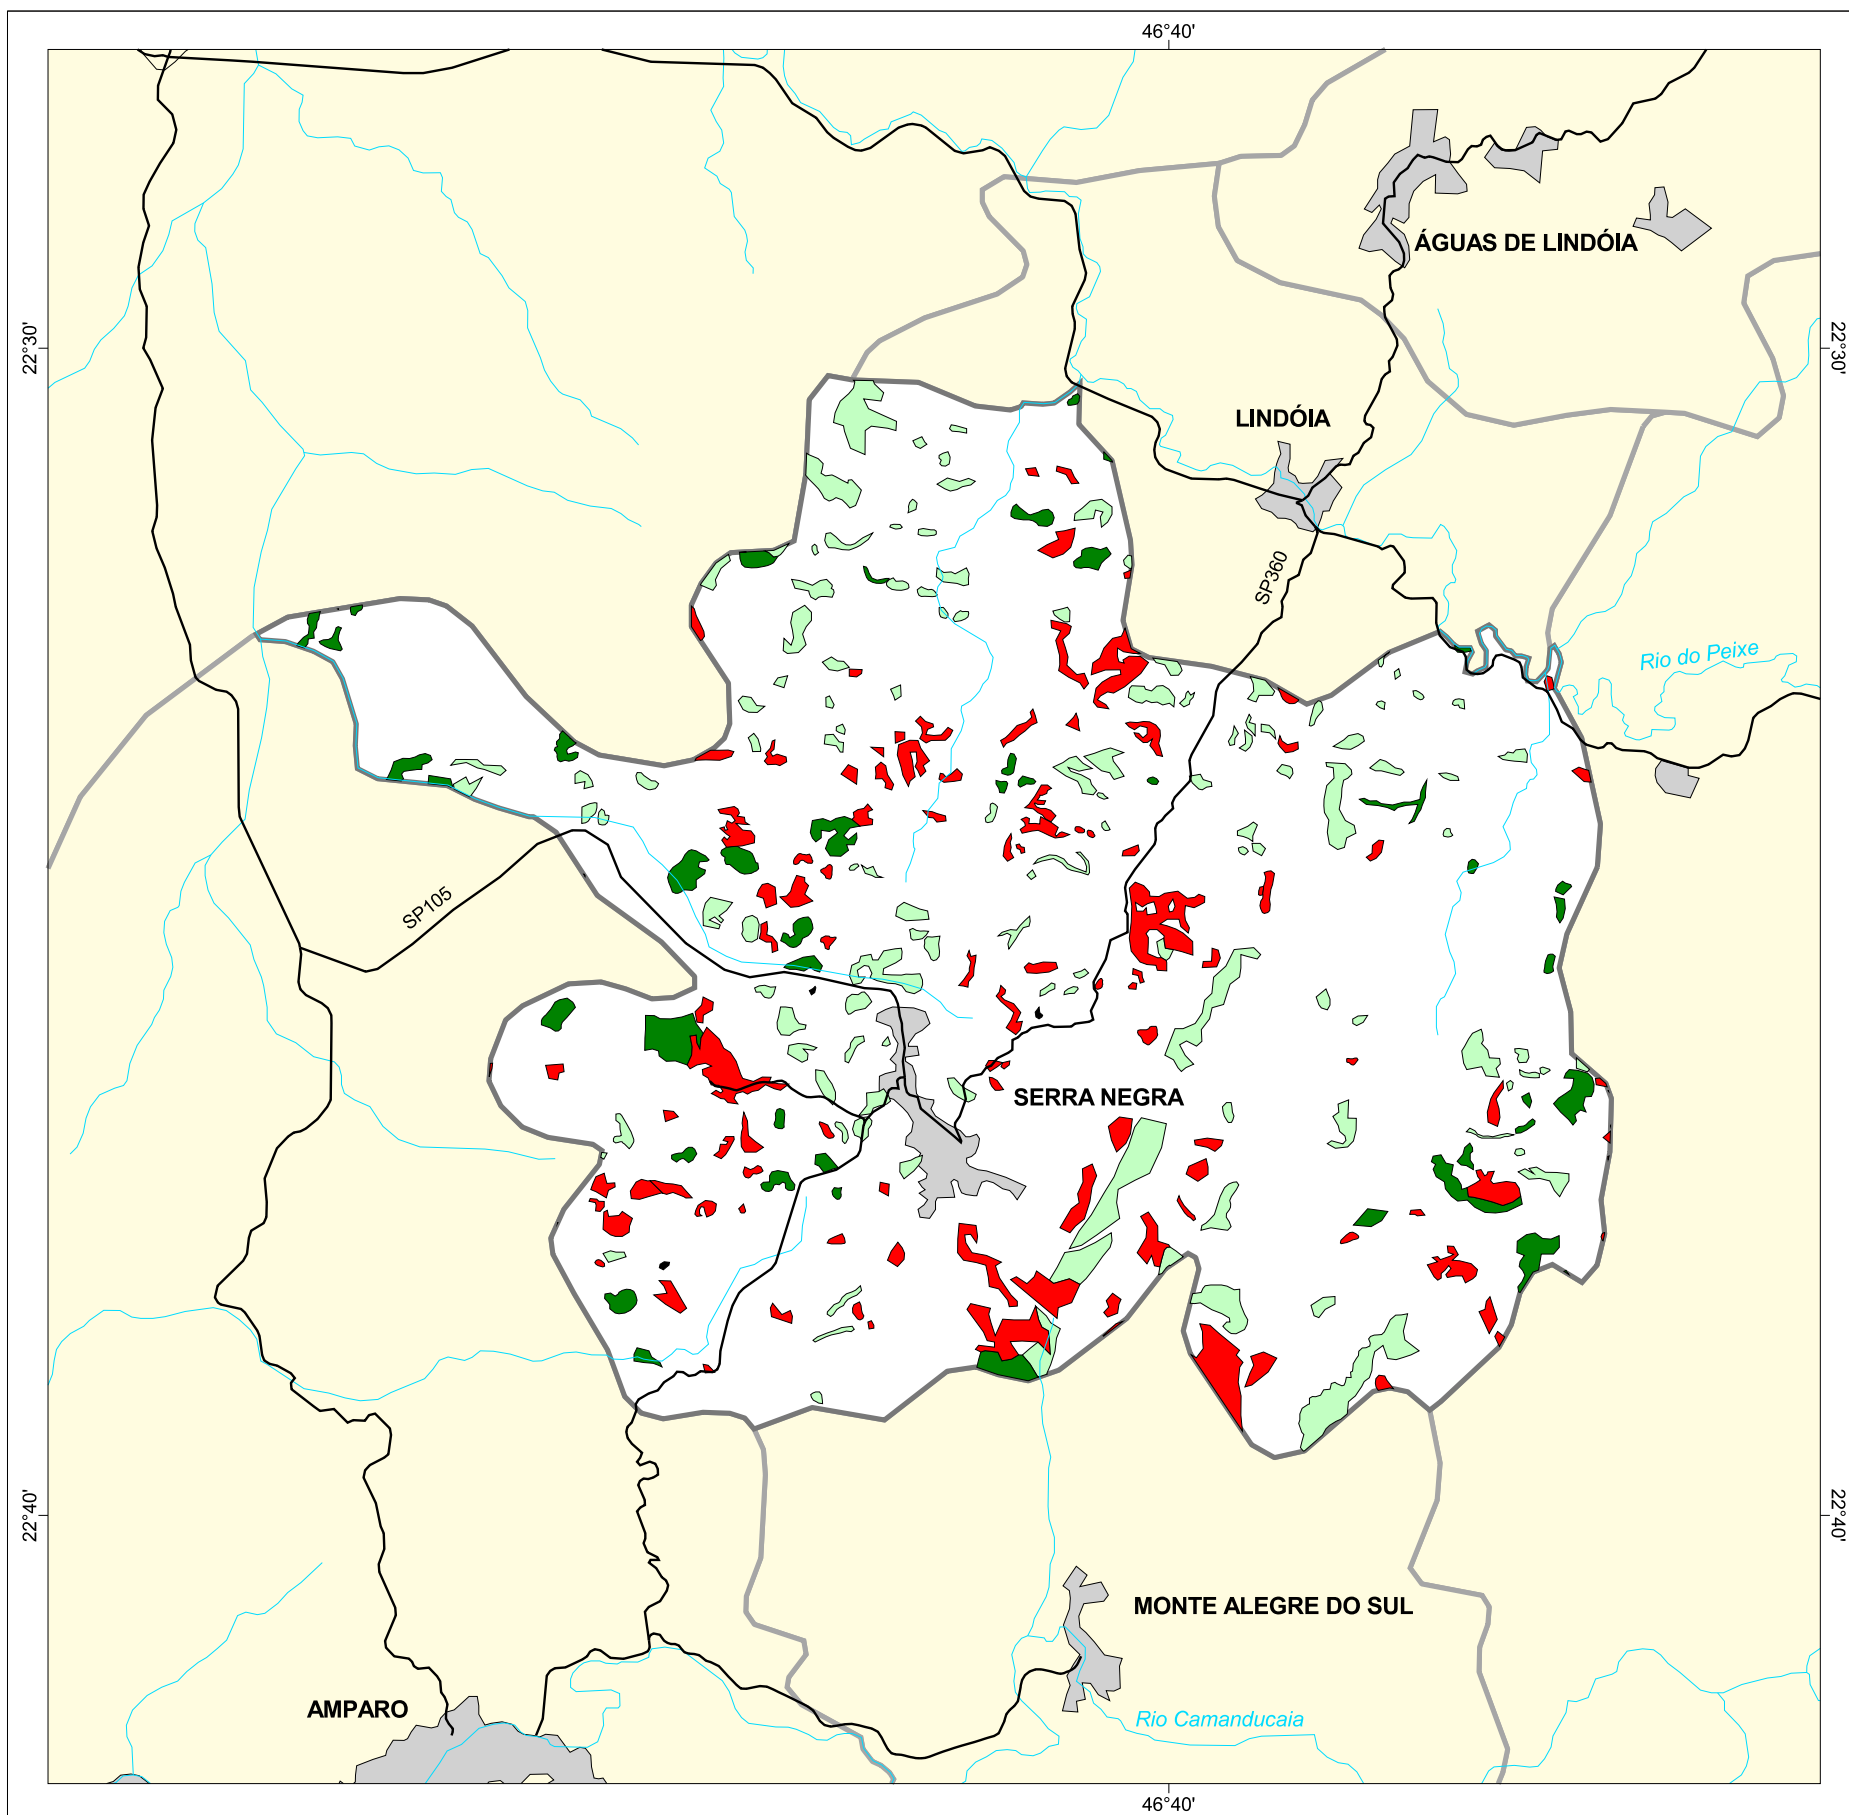 46°40'
ÁGUAS DE LINDÓIA
22°30'
22°30'
LINDÓIA
SP360
Rio do Peixe
SP105
SERRA NEGRA
22°40'
22°40'
MONTE ALEGRE DO SUL
AMPARO
Rio Camanducaia
46°40'